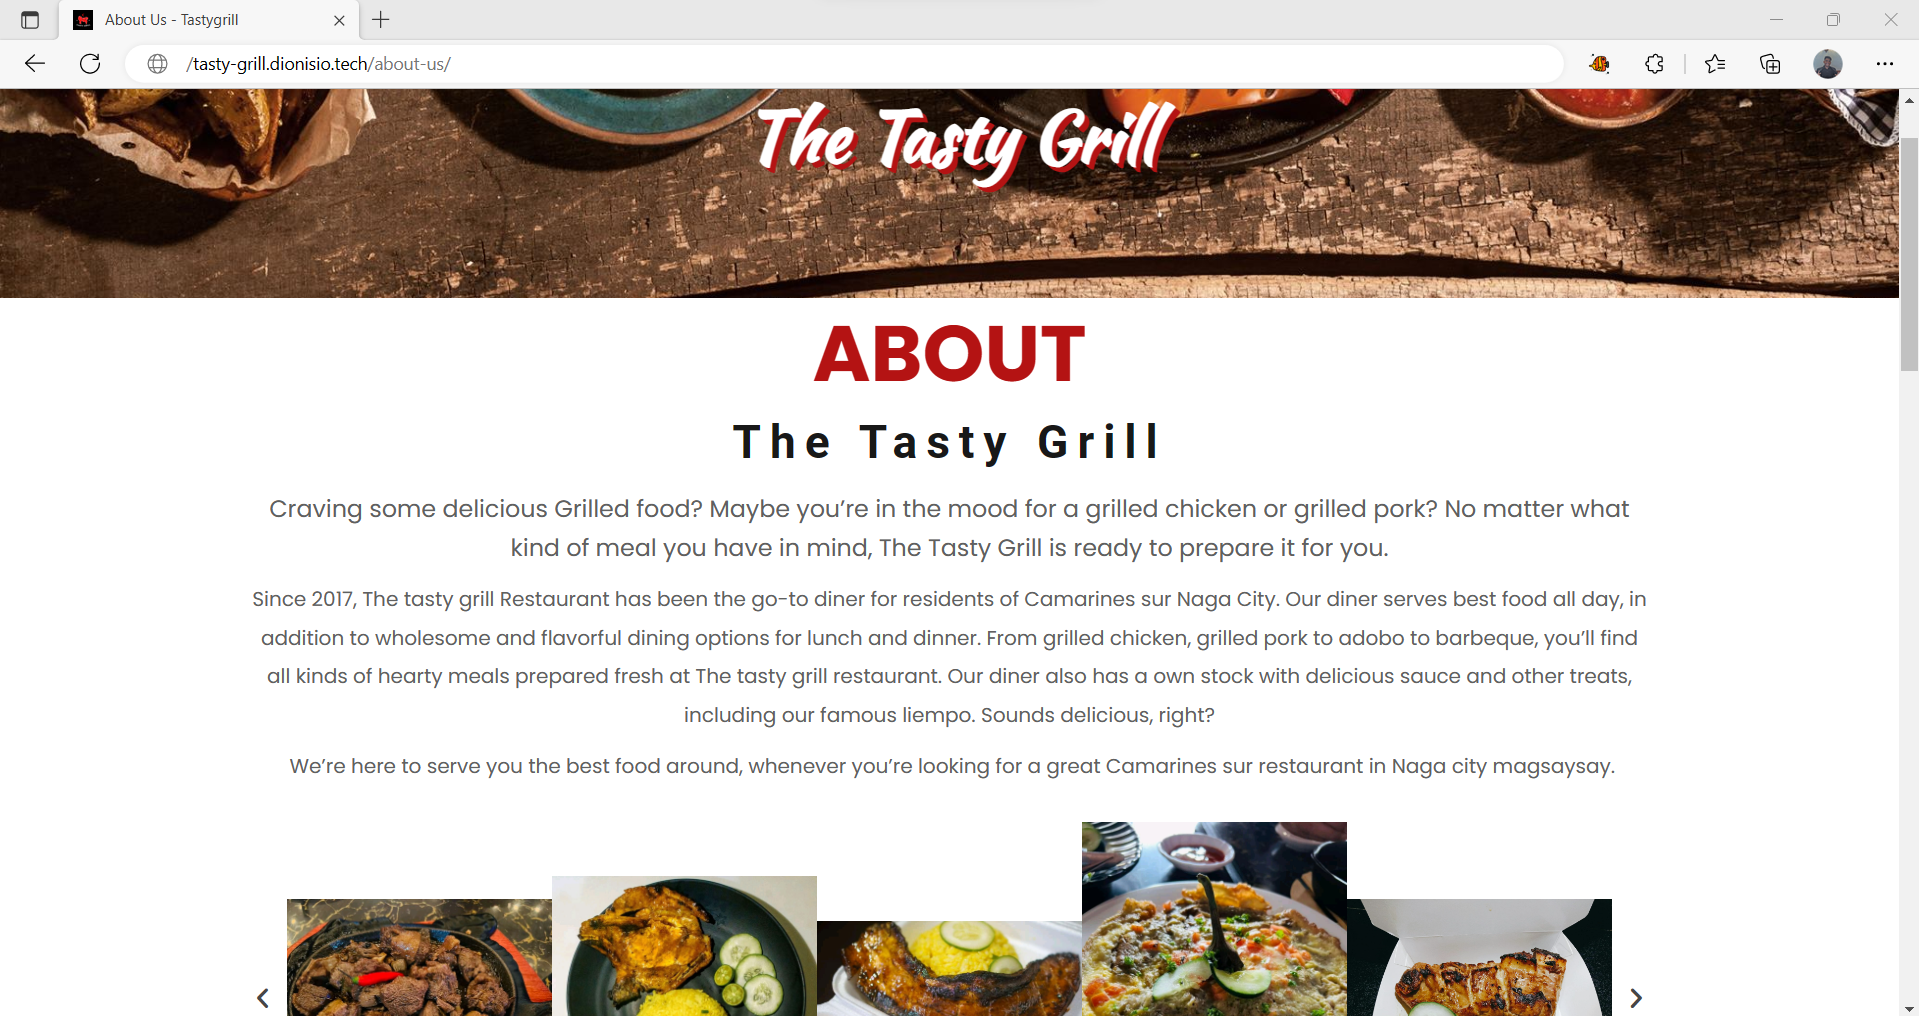 About Us - Tastygrill
/tasty-grill.dionisio.tech/about-us/
The Tasty Grill
ABOUT
The Tasty Grill
Craving some delicious Grilled food? Maybe you’re in the mood for a grilled chicken or grilled pork? No matter what
kind of meal you have in mind, The Tasty Grill is ready to prepare it for you.
Since 2017, The tasty grill Restaurant has been the go-to diner for residents of Camarines sur Naga City. Our diner serves best food all day, in
addition to wholesome and flavorful dining options for lunch and dinner. From grilled chicken, grilled pork to adobo to barbeque, you’ll find
all kinds of hearty meals prepared fresh at The tasty grill restaurant. Our diner also has a own stock with delicious sauce and other treats,
including our famous liempo. Sounds delicious, right?
We’re here to serve you the best food around, whenever you’re looking for a great Camarines sur restaurant in Naga city magsaysay.